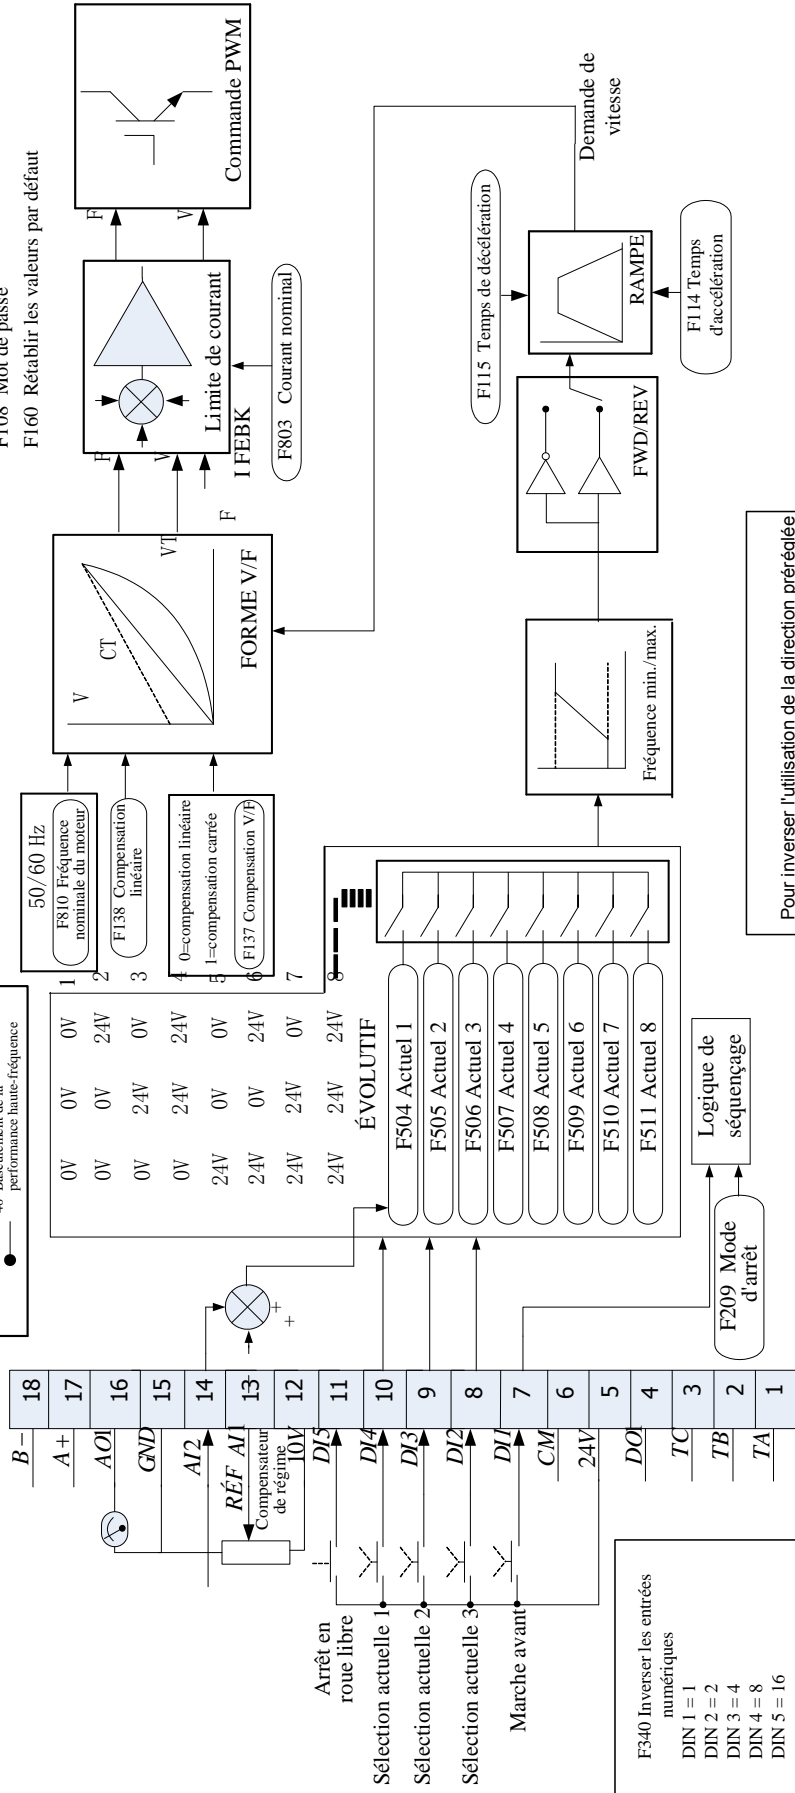 F160 Rétablir les valeurs par défaut
performance haute-fréquence
Commande PWM
F
V
Limite de courant
I FEBK
F803 Courant nominal
F
V
F
V
CT
VT
FORME V/F
50/60 Hz
F810 Fréquence
nominale du moteur
F138 Compensation
linéaire
0=compensation linéaire
1=compensation carrée
F137 Compensation V/F
Demande de
vitesse
F115 Temps de décélération
RAMPE
F114 Temps
d'accélération
FWD/REV
Fréquence min./max.
0V 0V 0V 1
0V 0V 24V 2
0V 24V 0V 3
0V 24V 24V 4
24V 0V 0V 5
24V 0V 24V 6
24V 24V 0V 7
24V 24V 24V 8
ÉVOLUTIF
F504 Actuel 1
F505 Actuel 2
F506 Actuel 3
F507 Actuel 4
F508 Actuel 5
F509 Actuel 6
F510 Actuel 7
F511 Actuel 8
Logique de
séquençage
F209 Mode
d'arrêt
+
+
B− 18
A+ 17
AO1 16
GND 15
AI2 14
RÉF AI1 13
Compensateur
de régime
10V 12
DI5 11
DI4 10
DI3 9
DI2 8
DI1 7
CM 6
24V 5
DO1 4
TC 3
TB 2
TA 1
Arrêt en
roue libre
Sélection actuelle 1
Sélection actuelle 2
Sélection actuelle 3
Marche avant
F340 Inverser les entrées
numériques
DIN 1 = 1
DIN 2 = 2
DIN 3 = 4
DIN 4 = 8
DIN 5 = 16
Pour inverser l'utilisation de la direction préréglée